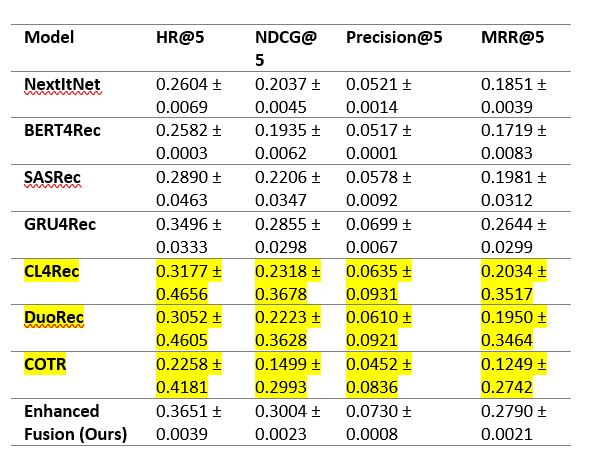 Model HR@5 NDCG@ Precision@5 MRR@5
5
NextItNet 0.2604 ± 0.2037 ± 0.0521 ± 0.1851 ±
0.0069 0.0045 0.0014 0.0039
BERT4Rec 0.2582 ± 0.1935 ± 0.0517 ± 0.1719 ±
0.0003 0.0062 0.0001 0.0083
SASRec 0.2890 ± 0.2206 ± 0.0578 ± 0.1981 ±
0.0463 0.0347 0.0092 0.0312
GRU4Rec 0.3496 ± 0.2855 ± 0.0699 ± 0.2644 ±
0.0333 0.0298 0.0067 0.0299
CL4Rec 0.3177 ± 0.2318 ± 0.0635 ± 0.2034 ±
0.4656 0.3678 0.0931 0.3517
DuoRec 0.3052 ± 0.2223 ± 0.0610 ± 0.1950 ±
0.4605 0.3628 0.0921 0.3464
COTR 0.2258 ± 0.1499 ± 0.0452 ± 0.1249 ±
0.4181 0.2993 0.0836 0.2742
Enhanced 0.3651 ± 0.3004 ± 0.0730 ± 0.2790 ±
Fusion (Ours) 0.0039 0.0023 0.0008 0.0021